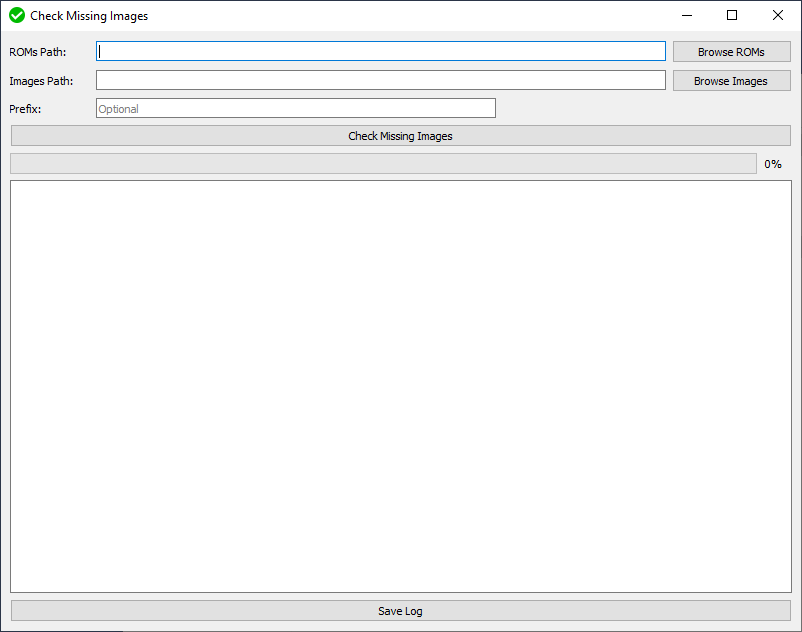 Check Missing Images
ROMs Path: Browse ROMs
Images Path: Browse Images
Prefix: Optional
Check Missing Images
0%
Save Log